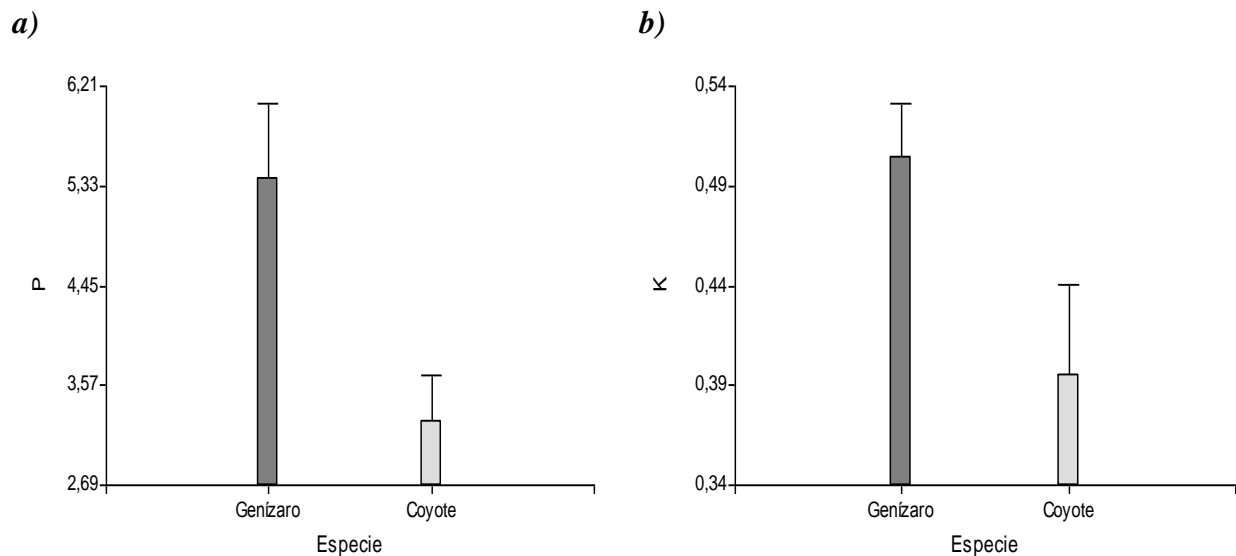 a)
6,21
5,33
4,45
3,57
2,69
P
Genízaro Coyote
Especie
b)
0,54
0,49
0,44
0,39
0,34
K
Genízaro Coyote
Especie